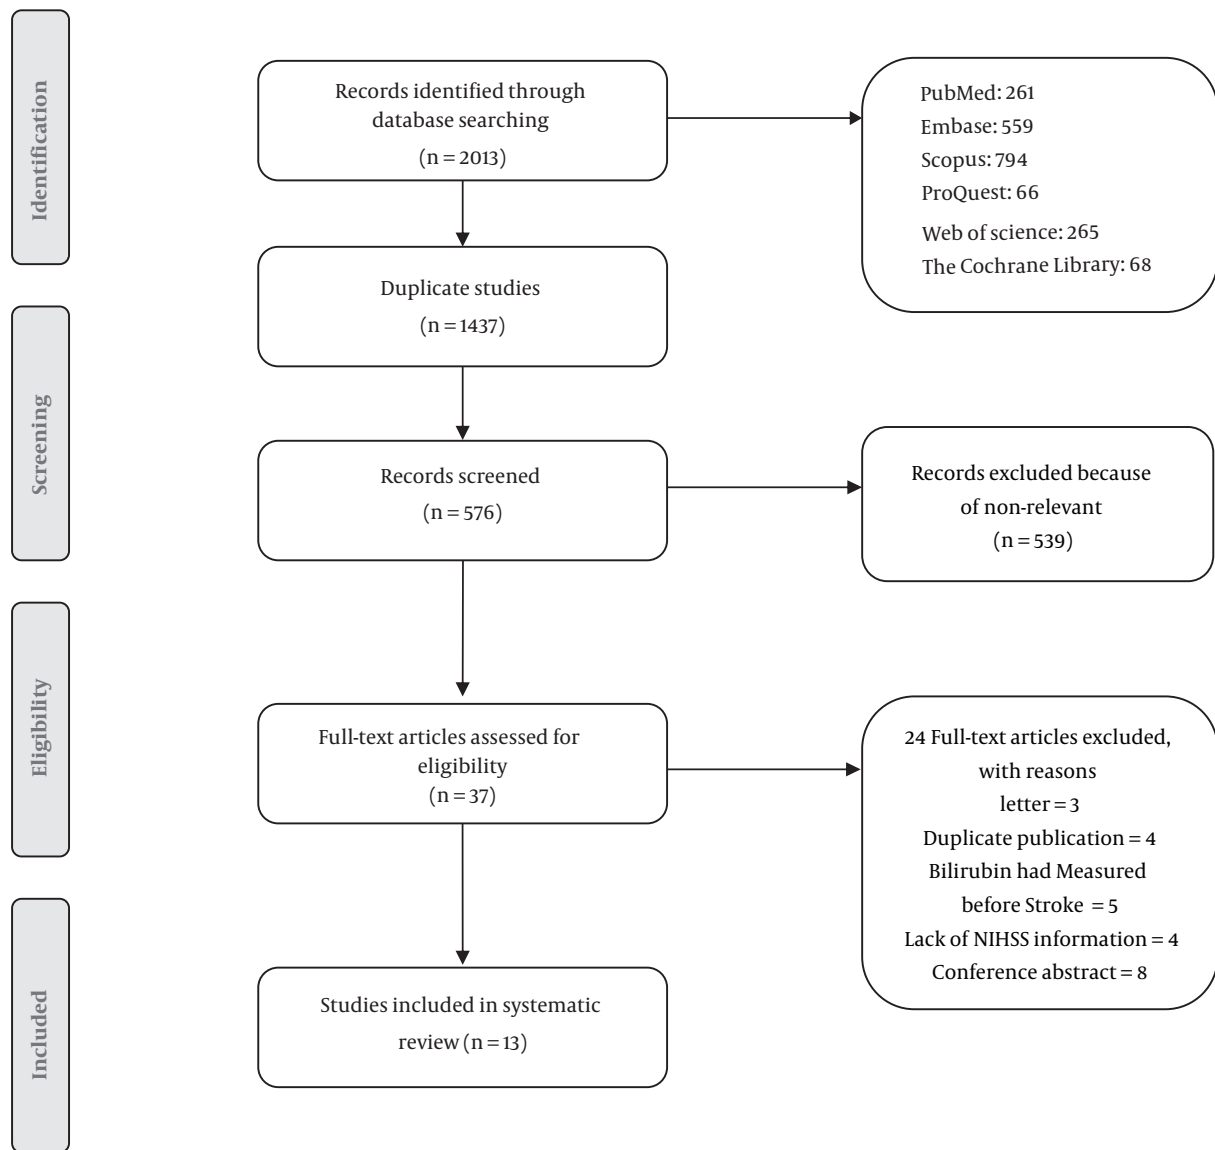 Identification
Records identified through
database searching
(n = 2013)
PubMed: 261
Embase: 559
Scopus: 794
ProQuest: 66
Web of science: 265
The Cochrane Library: 68
Duplicate studies
(n = 1437)
Screening
Records screened
(n = 576)
Records excluded because
of non-relevant
(n = 539)
Eligibility
Full-text articles assessed for
eligibility
(n = 37)
24 Full-text articles excluded,
with reasons
letter = 3
Duplicate publication = 4
Bilirubin had Measured
before Stroke = 5
Lack of NIHSS information = 4
Conference abstract = 8
Included
Studies included in systematic
review (n = 13)